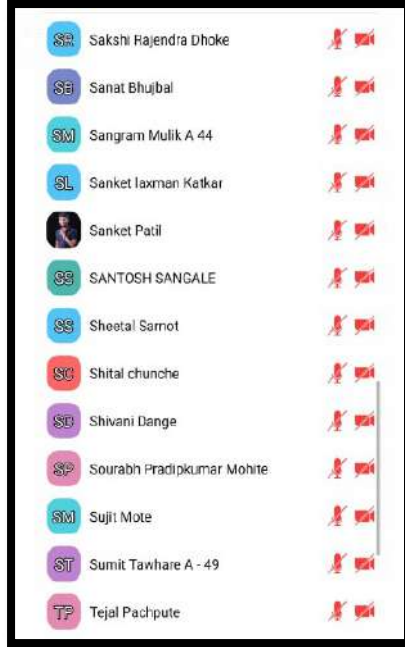 SR Sakshi Rajendra Dhoke
SB Sanat Bhujbal
SM Sangram Mulik A 44
SL Sanket laxman Katkar
Sanket Patil
SS SANTOSH SANGALE
SS Sheetal Samot
SC Shital chunche
SD Shivani Dange
SP Sourabh Pradipkumar Mohite
SM Sujit Mote
ST Sumit Tawhare A - 49
TP Tejal Pachpute